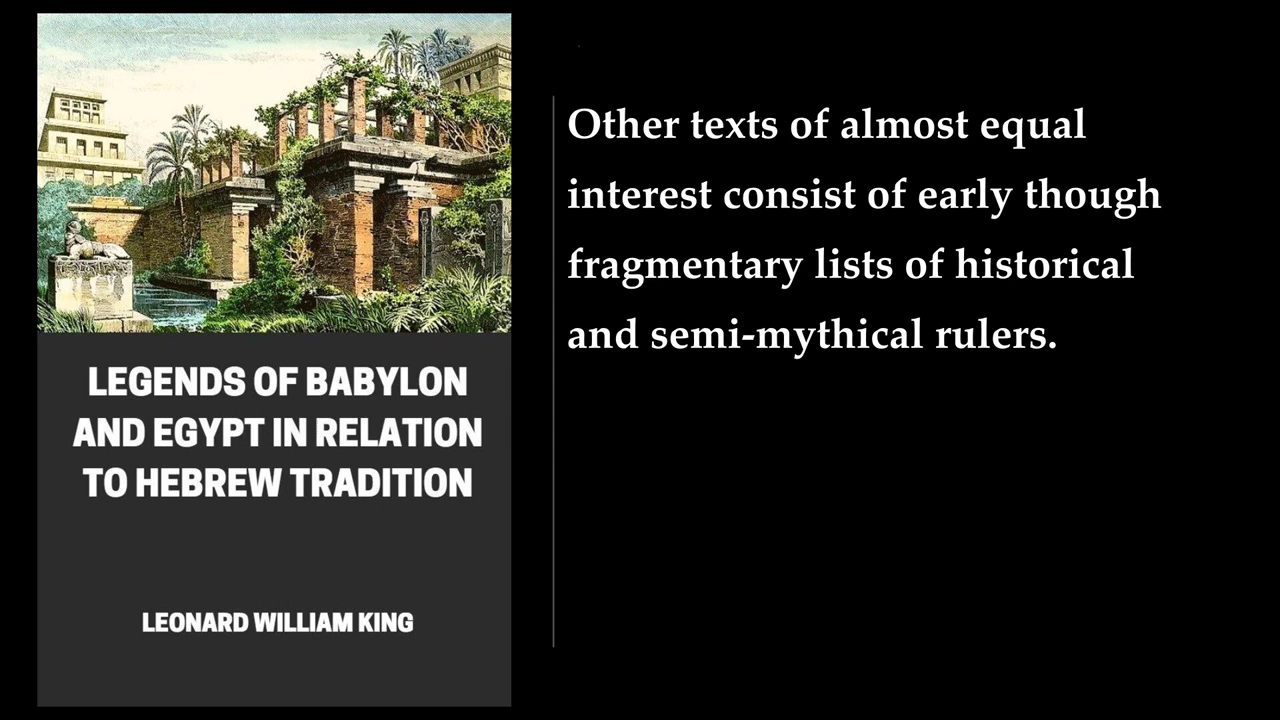 LEGENDS OF BABYLON
AND EGYPT IN RELATION
TO HEBREW TRADITION
LEONARD WILLIAM KING
Other texts of almost equal
interest consist of early though
fragmentary lists of historical
and semi-mythical rulers.